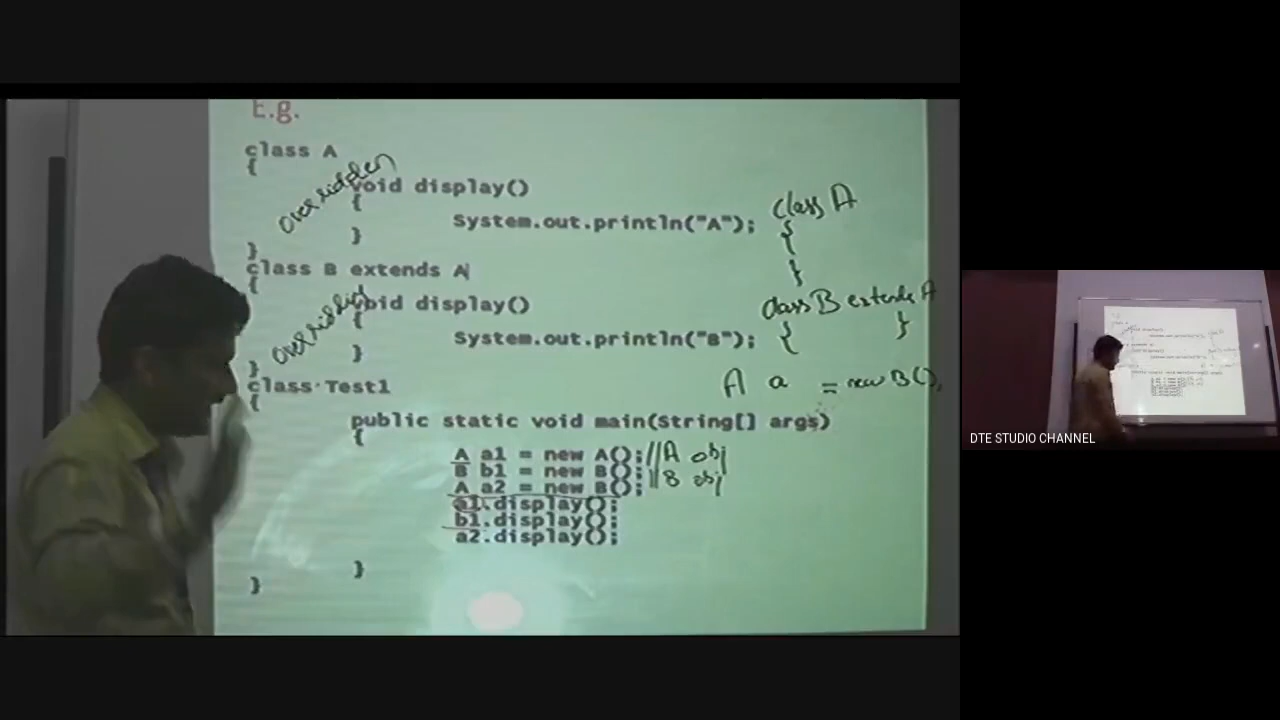 E.g.
class A
{
overridden
void display()
{
System.out.println("A");
}
}
class B extends A
{
overridid
void display()
{
System.out.println("B");
}
}
class Test1
{
public static void main(String[] args)
{
A a1 = new A(); //A obj
B b1 = new B(); //B obj
A a2 = new B();
a1.display();
b1.display();
a2.display();
}
}
class A
{
}
class B extends A
{ }
A a = new B();
DTE STUDIO CHANNEL